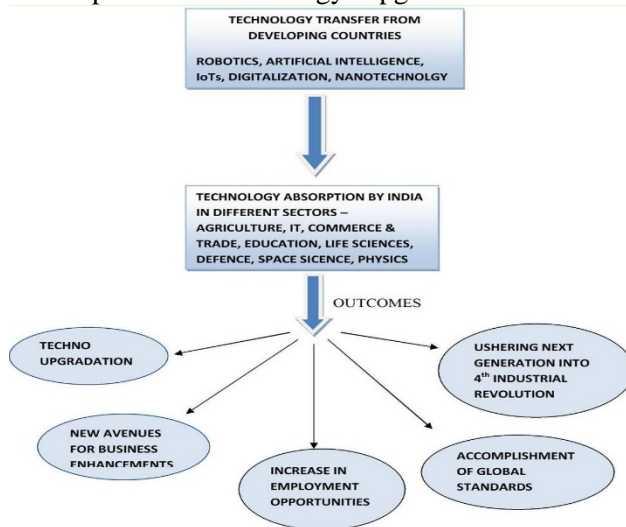 TECHNOLOGY TRANSFER FROM
DEVELOPING COUNTRIES
ROBOTICS, ARTIFICIAL INTELLIGENCE,
IoTs, DIGITALIZATION, NANOTECHNOLGY
TECHNOLOGY ABSORPTION BY INDIA
IN DIFFERENT SECTORS –
AGRICULTURE, IT, COMMERCE &
TRADE, EDUCATION, LIFE SCIENCES,
DEFENCE, SPACE SICENCE, PHYSICS
OUTCOMES
TECHNO
UPGRADATION
USHERING NEXT
GENERATION INTO
4th INDUSTRIAL
REVOLUTION
NEW AVENUES
FOR BUSINESS
ENHANCEMENTS
INCREASE IN
EMPLOYMENT
OPPORTUNITIES
ACCOMPLISHMENT
OF GLOBAL
STANDARDS